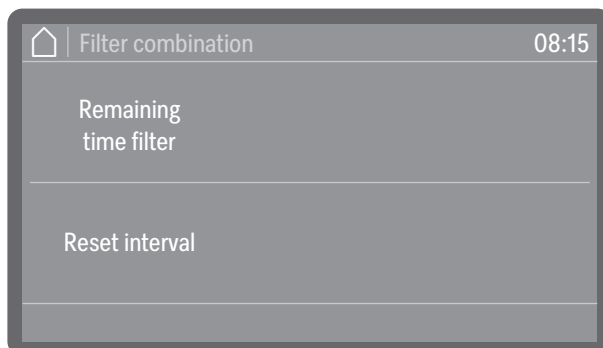 Filter combination 08:15
Remaining
time filter
Reset interval